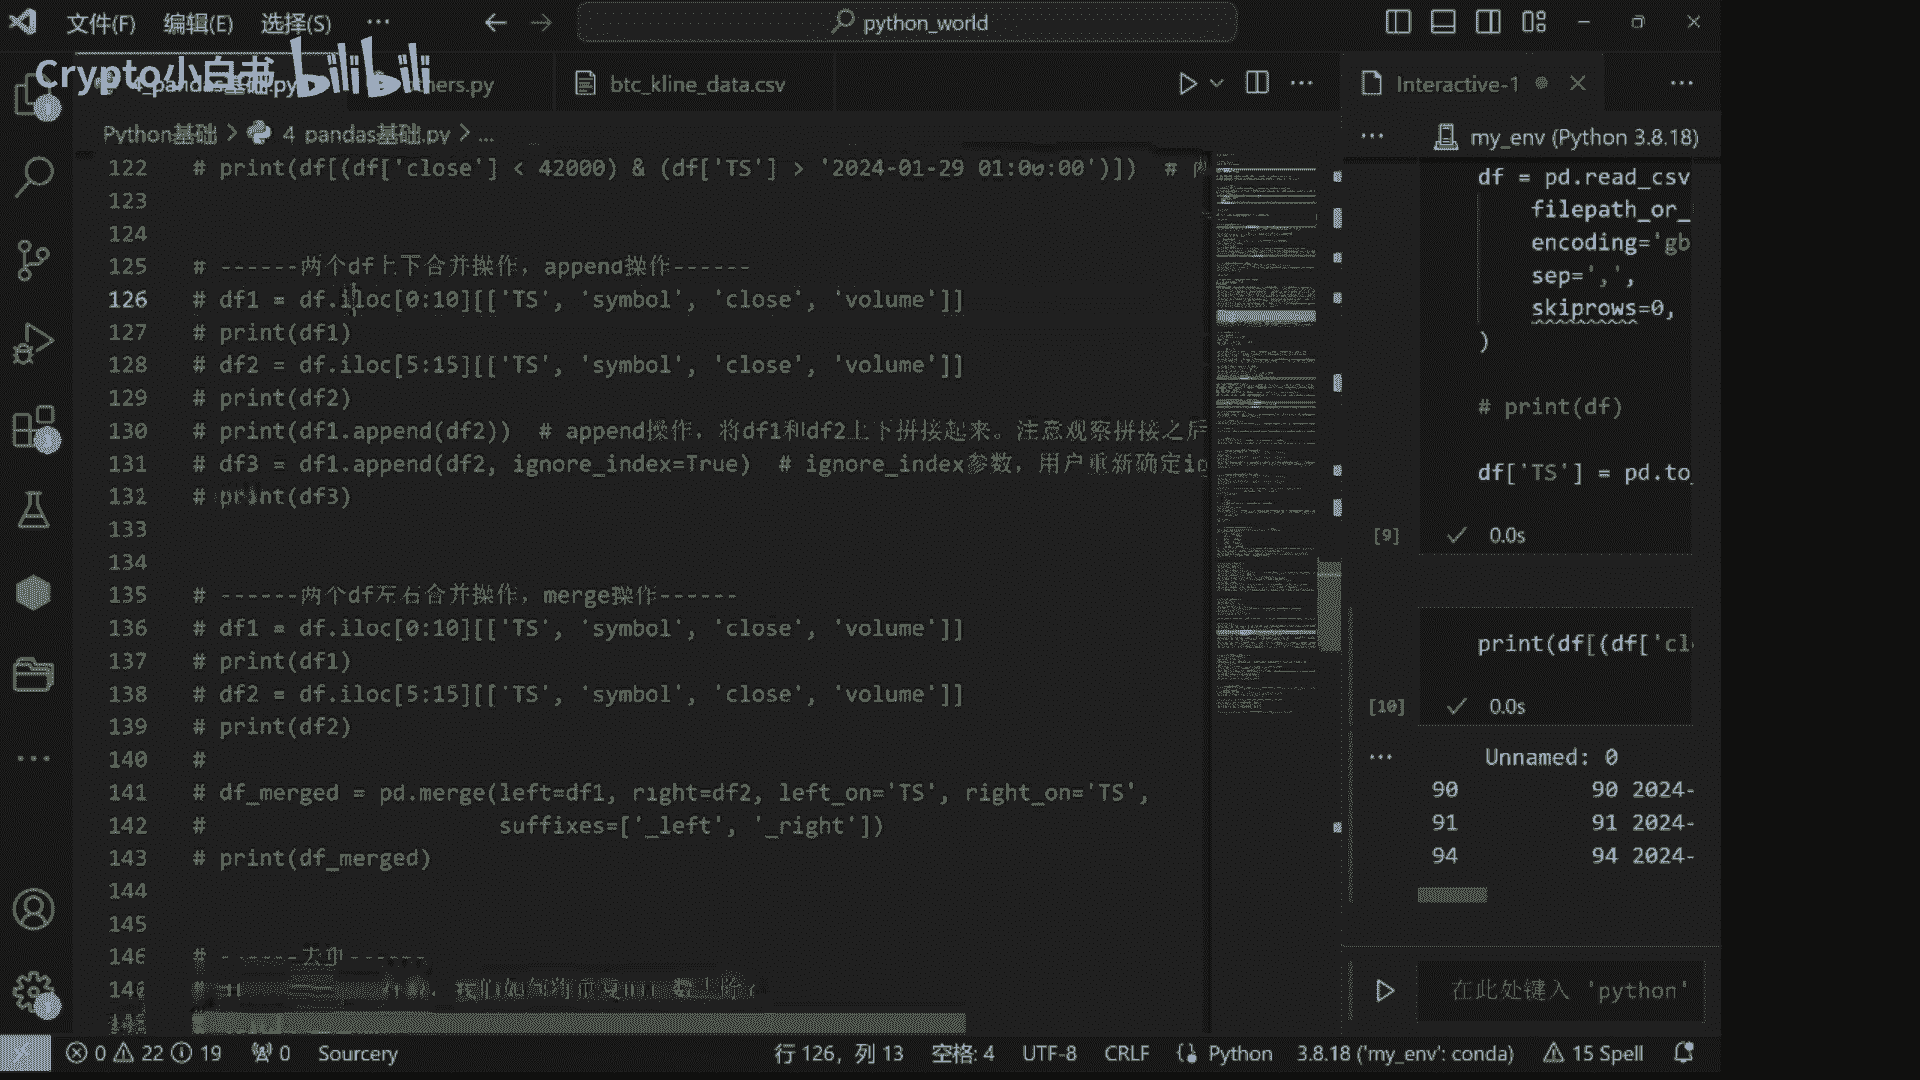 文件(F) 编辑(E) 选择(S) ··· python_world
Crypto小白书 bilibili
4_pandas基础.py hers.py btc_kline_data.csv Interactive-1
Python基础 > 4 pandas基础.py > ...
my_env (Python 3.8.18)
122 # print(df[(df['close'] < 42000) & (df['TS'] > '2024-01-29 01:00:00')]) #
123
124
125 # ------两个df上下合并操作，append操作------
126 # df1 = df.iloc[0:10][['TS', 'symbol', 'close', 'volume']]
127 # print(df1)
128 # df2 = df.iloc[5:15][['TS', 'symbol', 'close', 'volume']]
129 # print(df2)
130 # print(df1.append(df2)) # append操作，将df1和df2上下拼接起来。注意观察拼接之后
131 # df3 = df1.append(df2, ignore_index=True) # ignore_index参数，用户重新确定in
132 # print(df3)
133
134
135 # ------两个df左右合并操作，merge操作------
136 # df1 = df.iloc[0:10][['TS', 'symbol', 'close', 'volume']]
137 # print(df1)
138 # df2 = df.iloc[5:15][['TS', 'symbol', 'close', 'volume']]
139 # print(df2)
140 #
141 # df_merged = pd.merge(left=df1, right=df2, left_on='TS', right_on='TS',
142 # suffixes=['_left', '_right'])
143 # print(df_merged)
144
145
146 #
df = pd.read_csv
filepath_or_
encoding='gb
sep=',',
skiprows=0,
)
# print(df)
df['TS'] = pd.to_
[9] 0.0s
print(df[(df['cl
[10] 0.0s
··· Unnamed: 0
90 90 2024-
91 91 2024-
94 94 2024-
在此处键入 'python'
0 22 19 0 Sourcery 行 126，列 13 空格: 4 UTF-8 CRLF Python 3.8.18 ('my_env': conda) 15 Spell